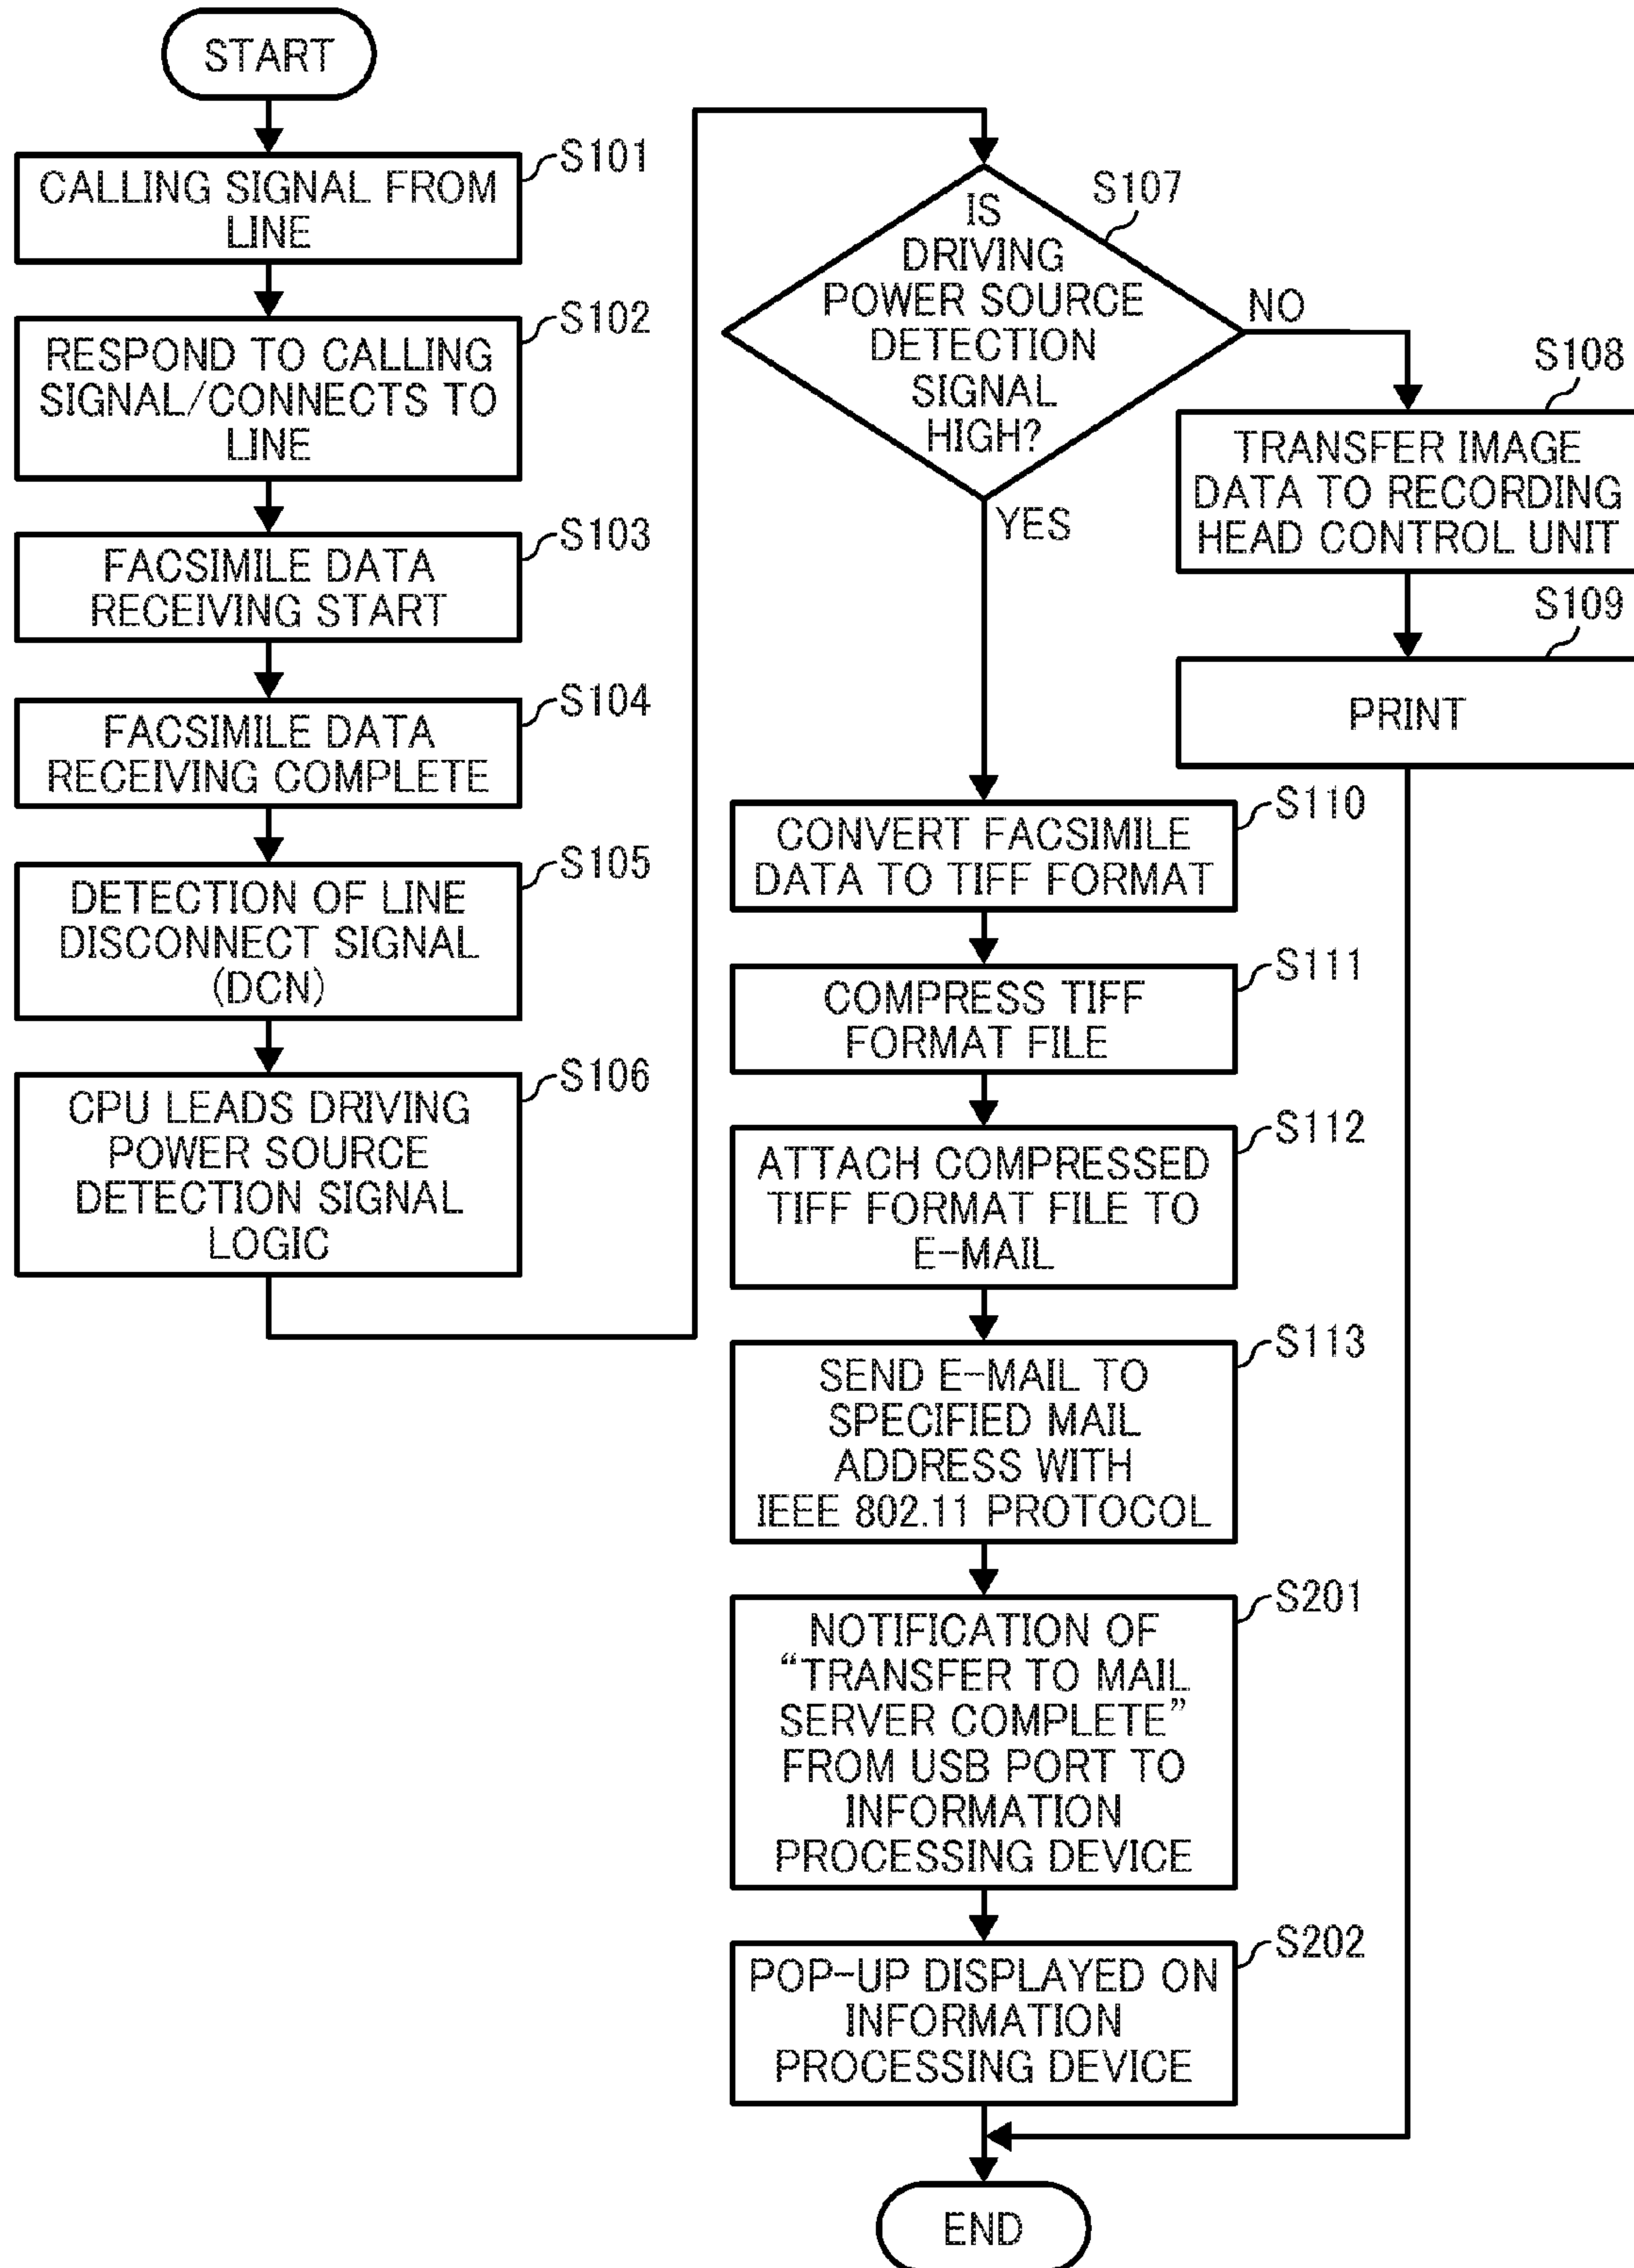 START
S101
CALLING SIGNAL FROM
LINE
S102
RESPOND TO CALLING
SIGNAL/CONNECTS TO
LINE
S103
FACSIMILE DATA
RECEIVING START
S104
FACSIMILE DATA
RECEIVING COMPLETE
S105
DETECTION OF LINE
DISCONNECT SIGNAL
(DCN)
S106
CPU LEADS DRIVING
POWER SOURCE
DETECTION SIGNAL
LOGIC
S107
IS
DRIVING
POWER SOURCE
DETECTION
SIGNAL
HIGH?
NO
YES
S108
TRANSFER IMAGE
DATA TO RECORDING
HEAD CONTROL UNIT
S109
PRINT
S110
CONVERT FACSIMILE
DATA TO TIFF FORMAT
S111
COMPRESS TIFF
FORMAT FILE
S112
ATTACH COMPRESSED
TIFF FORMAT FILE TO
E-MAIL
S113
SEND E-MAIL TO
SPECIFIED MAIL
ADDRESS WITH
IEEE 802.11 PROTOCOL
S201
NOTIFICATION OF
“TRANSFER TO MAIL
SERVER COMPLETE”
FROM USB PORT TO
INFORMATION
PROCESSING DEVICE
S202
POP-UP DISPLAYED ON
INFORMATION
PROCESSING DEVICE
END